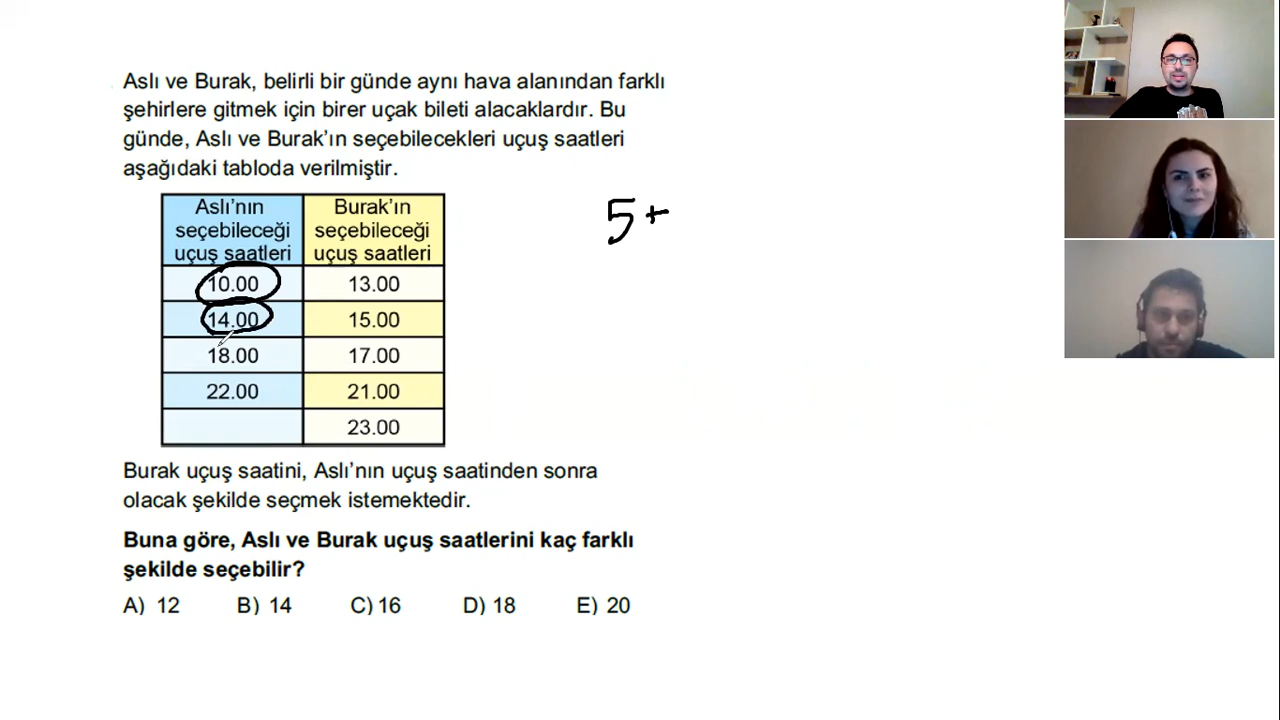 Aslı ve Burak, belirli bir günde aynı hava alanından farklı
şehirlere gitmek için birer uçak bileti alacaklardır. Bu
günde, Aslı ve Burak’ın seçebilecekleri uçuş saatleri
aşağıdaki tabloda verilmiştir.
Aslı’nın seçebileceği uçuş saatleri
Burak’ın seçebileceği uçuş saatleri
5+
10.00 13.00
14.00 15.00
18.00 17.00
22.00 21.00
23.00
Burak uçuş saatini, Aslı’nın uçuş saatinden sonra
olacak şekilde seçmek istemektedir.
Buna göre, Aslı ve Burak uçuş saatlerini kaç farklı
şekilde seçebilir?
A) 12 B) 14 C) 16 D) 18 E) 20